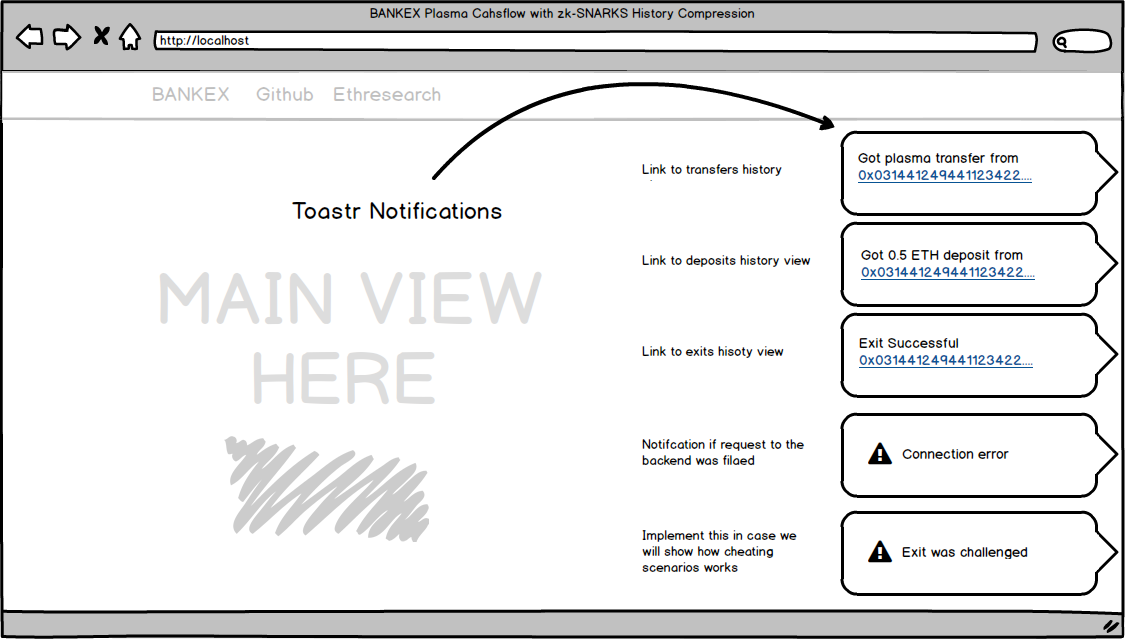 BANKEX Plasma Cahsflow with zk-SNARKS History Compression
http://localhost
BANKEX Github Ethresearch
Toastr Notifications
MAIN VIEW
HERE
Link to transfers history
Got plasma transfer from
0x031441249441123422....
Link to deposits history view
Got 0.5 ETH deposit from
0x031441249441123422....
Link to exits hisoty view
Exit Successful
0x031441249441123422....
Notifcation if request to the
backend was filaed
Connection error
Implement this in case we
will show how cheating
scenarios works
Exit was challenged